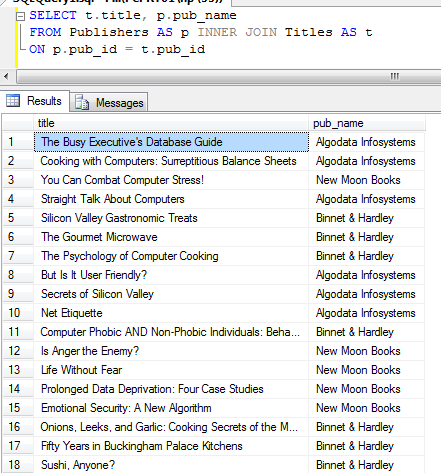 SELECT t.title, p.pub_name
FROM Publishers AS p INNER JOIN Titles AS t
ON p.pub_id = t.pub_id
Results Messages
title pub_name
1 The Busy Executive's Database Guide Algodata Infosystems
2 Cooking with Computers: Surreptitious Balance Sheets Algodata Infosystems
3 You Can Combat Computer Stress! New Moon Books
4 Straight Talk About Computers Algodata Infosystems
5 Silicon Valley Gastronomic Treats Binnet & Hardley
6 The Gourmet Microwave Binnet & Hardley
7 The Psychology of Computer Cooking Binnet & Hardley
8 But Is It User Friendly? Algodata Infosystems
9 Secrets of Silicon Valley Algodata Infosystems
10 Net Etiquette Algodata Infosystems
11 Computer Phobic AND Non-Phobic Individuals: Beha... Binnet & Hardley
12 Is Anger the Enemy? New Moon Books
13 Life Without Fear New Moon Books
14 Prolonged Data Deprivation: Four Case Studies New Moon Books
15 Emotional Security: A New Algorithm New Moon Books
16 Onions, Leeks, and Garlic: Cooking Secrets of the M... Binnet & Hardley
17 Fifty Years in Buckingham Palace Kitchens Binnet & Hardley
18 Sushi, Anyone? Binnet & Hardley